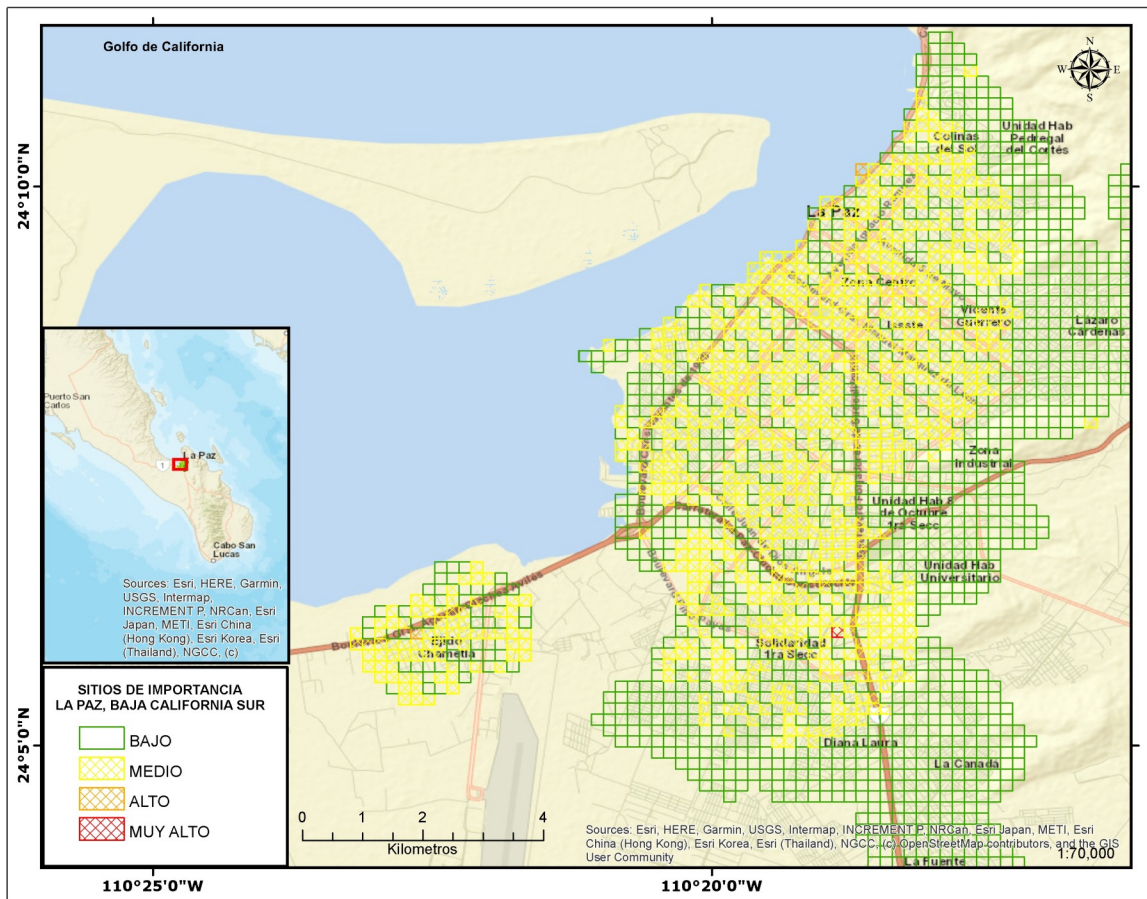 Golfo de California
N
W E
S
Unidad Hab
Pedregal
del Cortés
Colinas
del Sol
24°10'0"N
La Paz
Zona Centro
Vicente
Guerrero
Issste
Lázaro
Cárdenas
Zona
Industrial
Unidad Hab 8
de Octubre
1ra Secc
Unidad Hab
Universitario
Solidaridad
1ra Secc
Ejido
Chametla
Diana Laura
La Canada
La Fuente
24°5'0"N
Puerto San
Carlos
1
La Paz
Cabo San
Lucas
Sources: Esri, HERE, Garmin,
USGS, Intermap,
INCREMENT P, NRCan, Esri
Japan, METI, Esri China
(Hong Kong), Esri Korea, Esri
(Thailand), NGCC, (c)
SITIOS DE IMPORTANCIA
LA PAZ, BAJA CALIFORNIA SUR
BAJO
MEDIO
ALTO
MUY ALTO
0 1 2 4
Kilometros
Sources: Esri, HERE, Garmin, USGS, Intermap, INCREMENT P, NRCan, Esri Japan, METI, Esri
China (Hong Kong), Esri Korea, Esri (Thailand), NGCC, (c) OpenStreetMap contributors, and the GIS
User Community
1:70,000
110°25'0"W
110°20'0"W